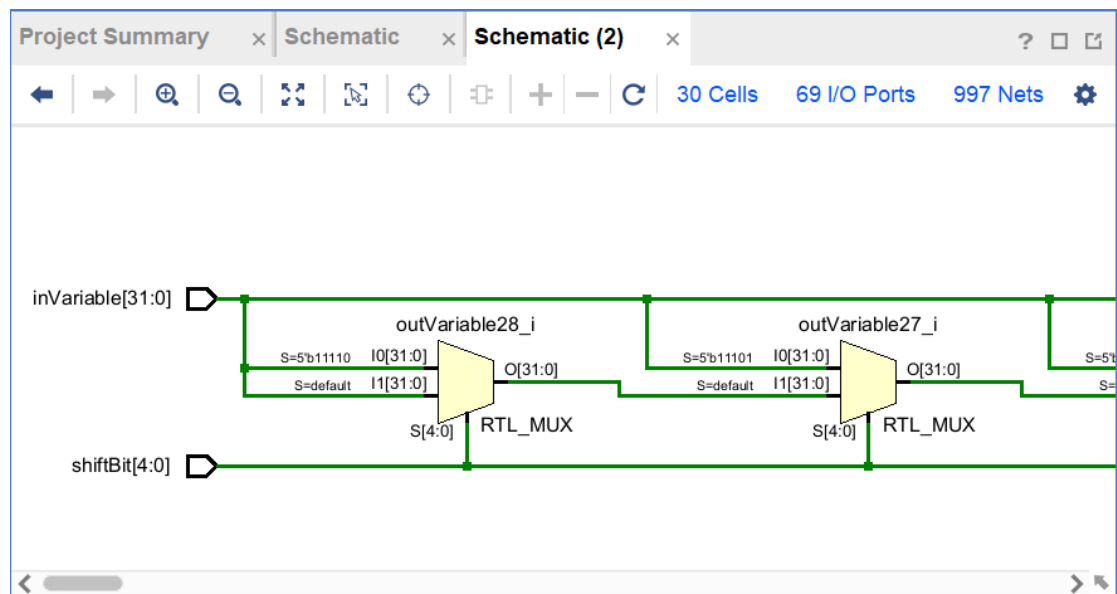 Project Summary × Schematic × Schematic (2) ×
30 Cells 69 I/O Ports 997 Nets
inVariable[31:0]
outVariable28_i outVariable27_i
S=5'b11110 I0[31:0] S=5'b11101 I0[31:0] S=5'b
O[31:0] O[31:0]
S=default I1[31:0] S=default I1[31:0] S=
S[4:0] RTL_MUX S[4:0] RTL_MUX
shiftBit[4:0]